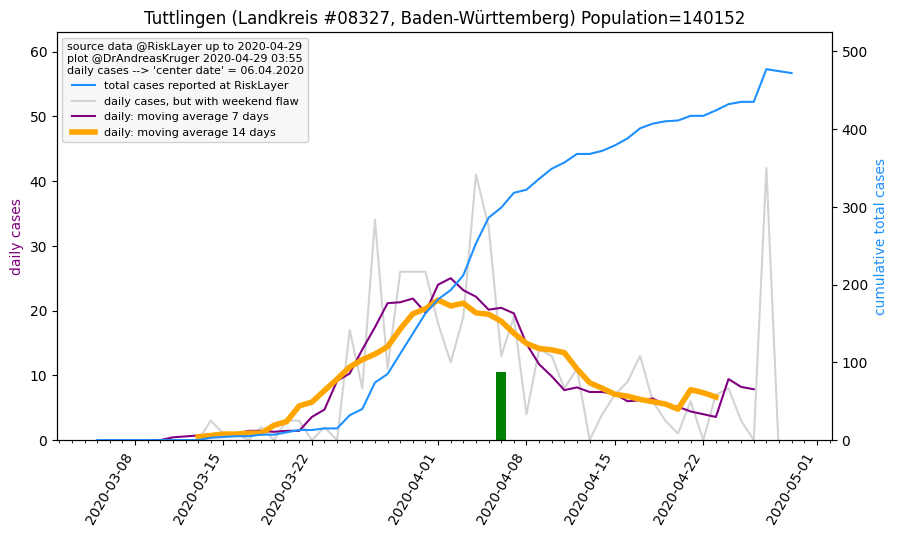 Tuttlingen (Landkreis #08327, Baden-Württemberg) Population=140152
source data @RiskLayer up to 2020-04-29
plot @DrAndreasKruger 2020-04-29 03:55
daily cases --> 'center date' = 06.04.2020
total cases reported at RiskLayer
daily cases, but with weekend flaw
daily: moving average 7 days
daily: moving average 14 days
daily cases
60
50
40
30
20
10
0
500
400
300
200
100
0
cumulative total cases
2020-03-08
2020-03-15
2020-03-22
2020-04-01
2020-04-08
2020-04-15
2020-04-22
2020-05-01